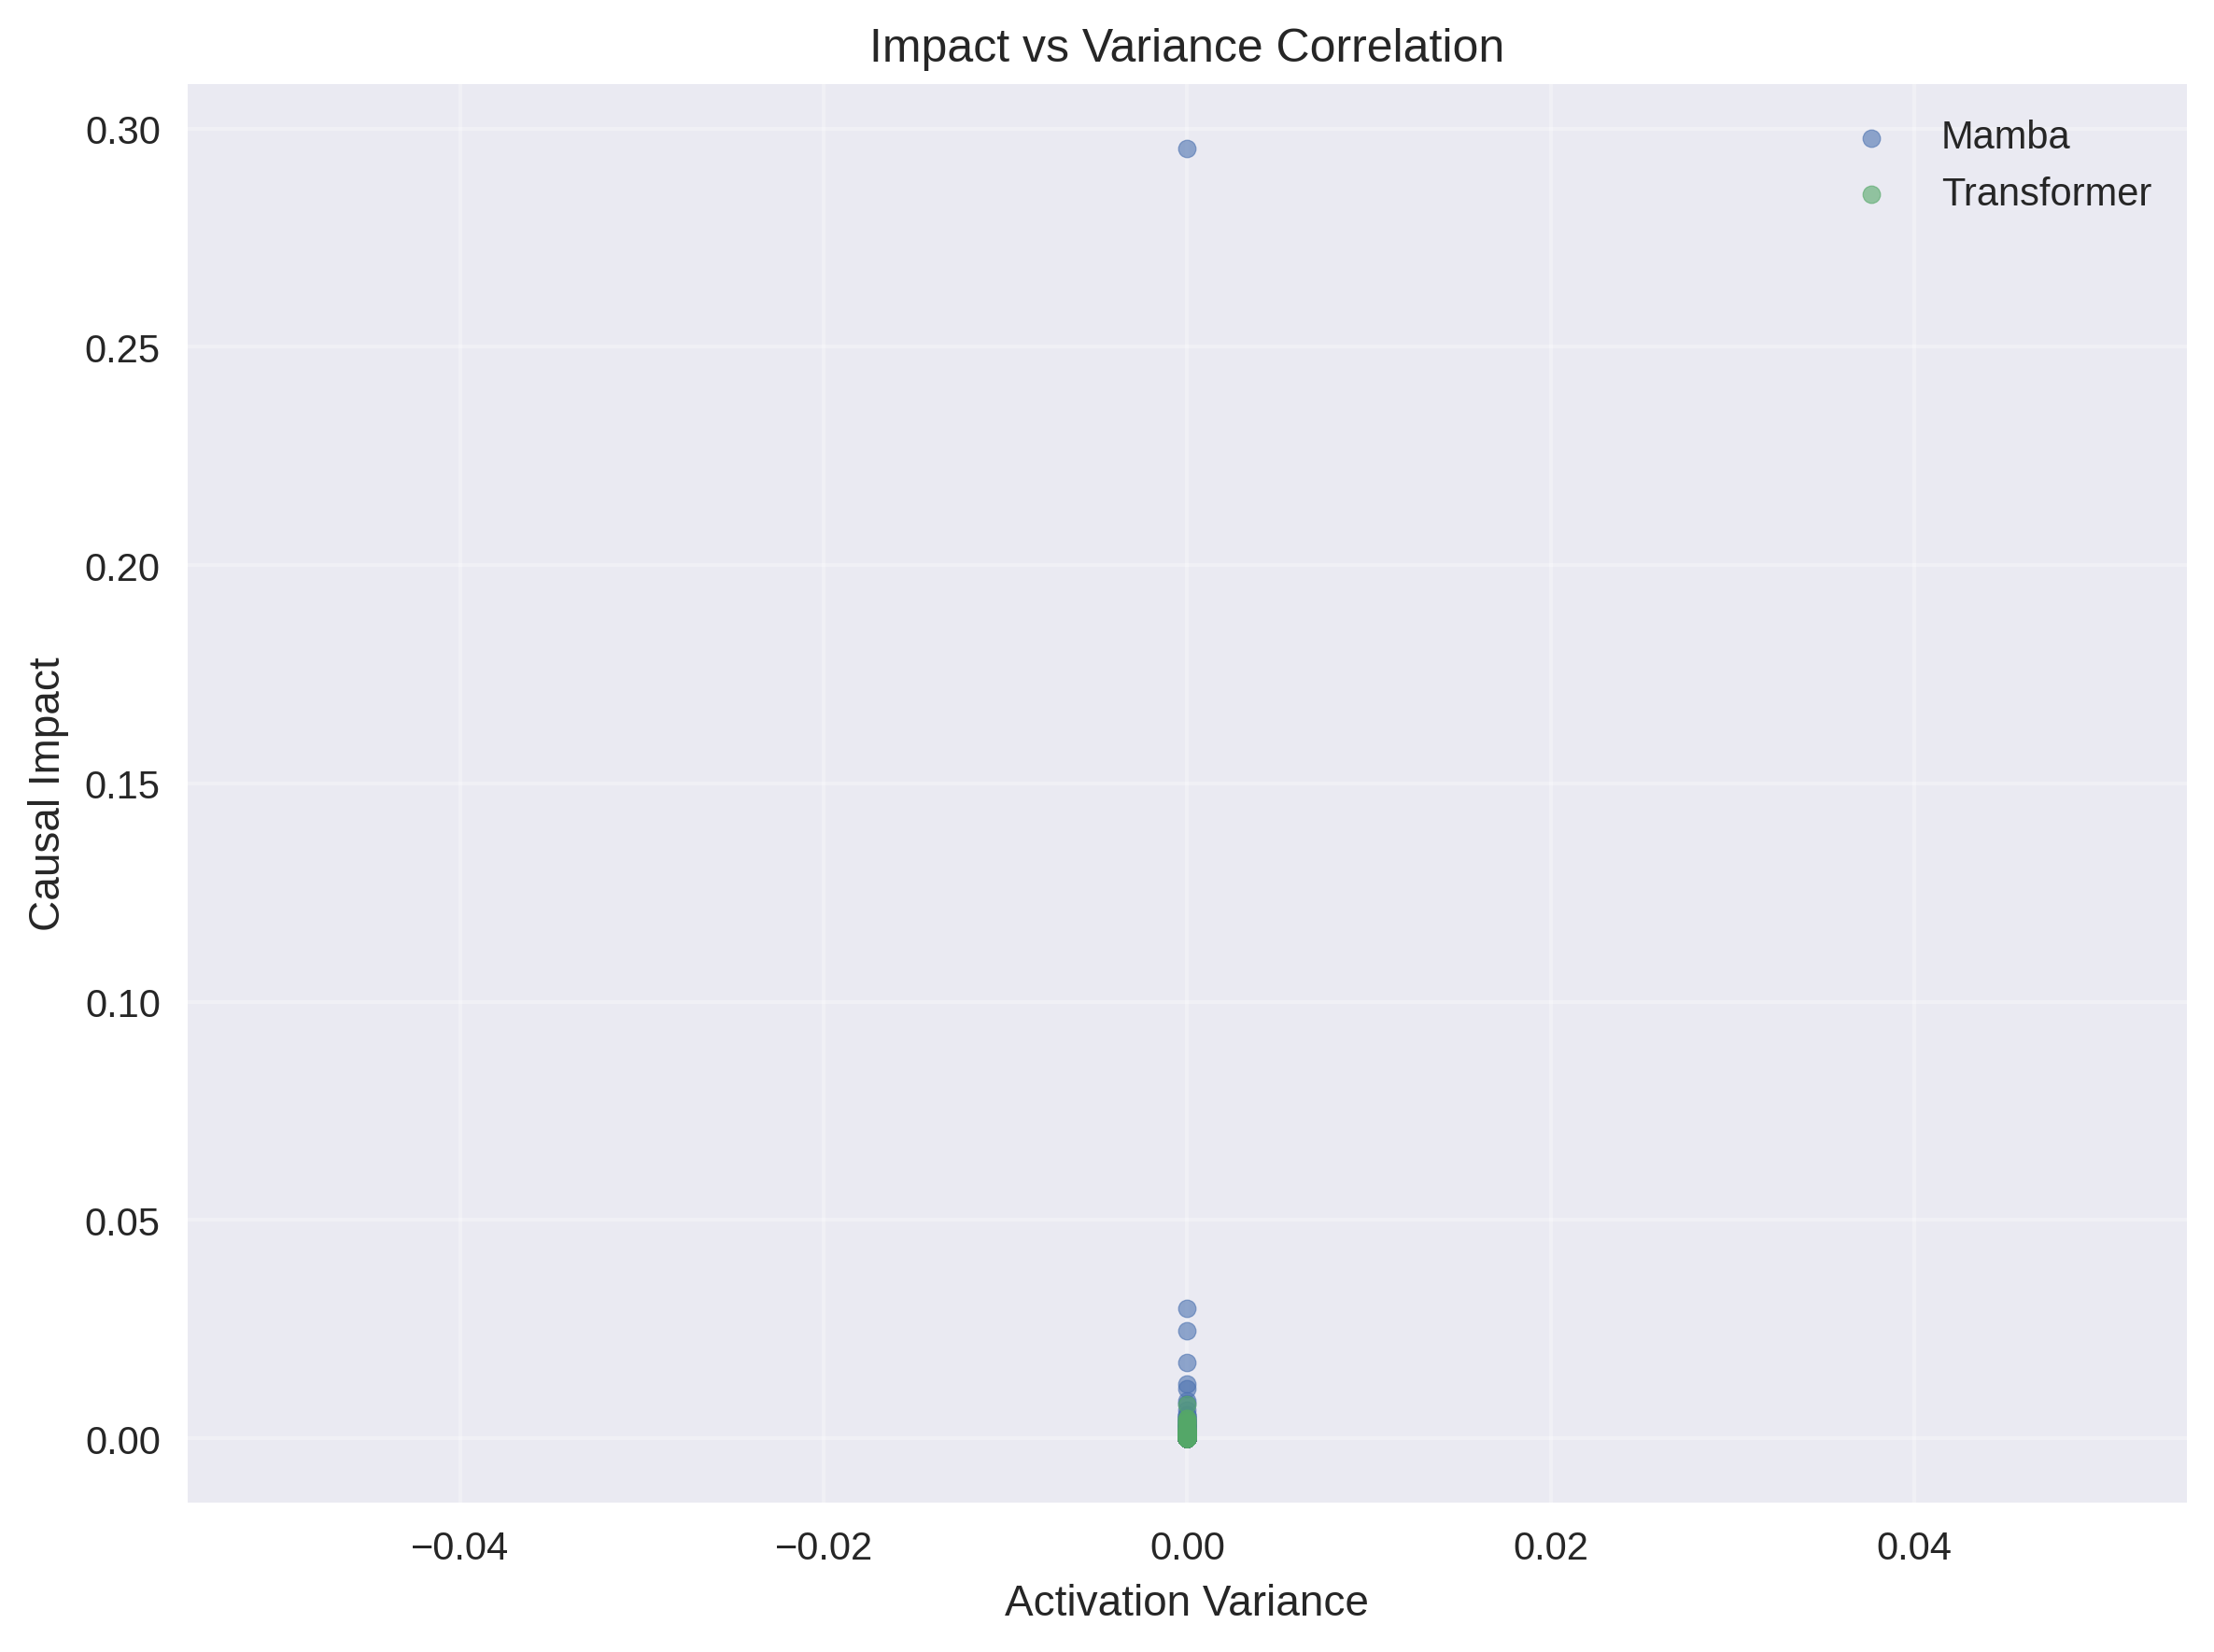 Impact vs Variance Correlation
Mamba
Transformer
0.30
0.25
0.20
0.15
0.10
0.05
0.00
Causal Impact
−0.04
−0.02
0.00
0.02
0.04
Activation Variance